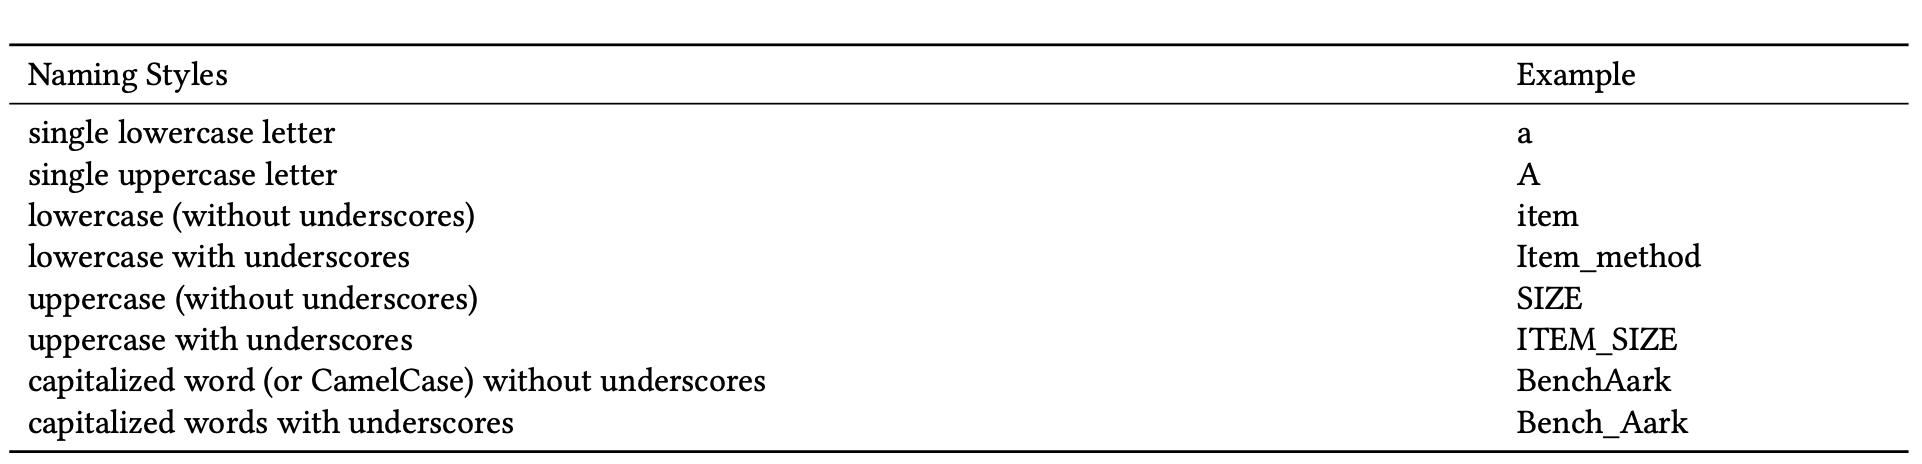 Naming Styles Example
single lowercase letter a
single uppercase letter A
lowercase (without underscores) item
lowercase with underscores Item_method
uppercase (without underscores) SIZE
uppercase with underscores ITEM_SIZE
capitalized word (or CamelCase) without underscores BenchAark
capitalized words with underscores Bench_Aark